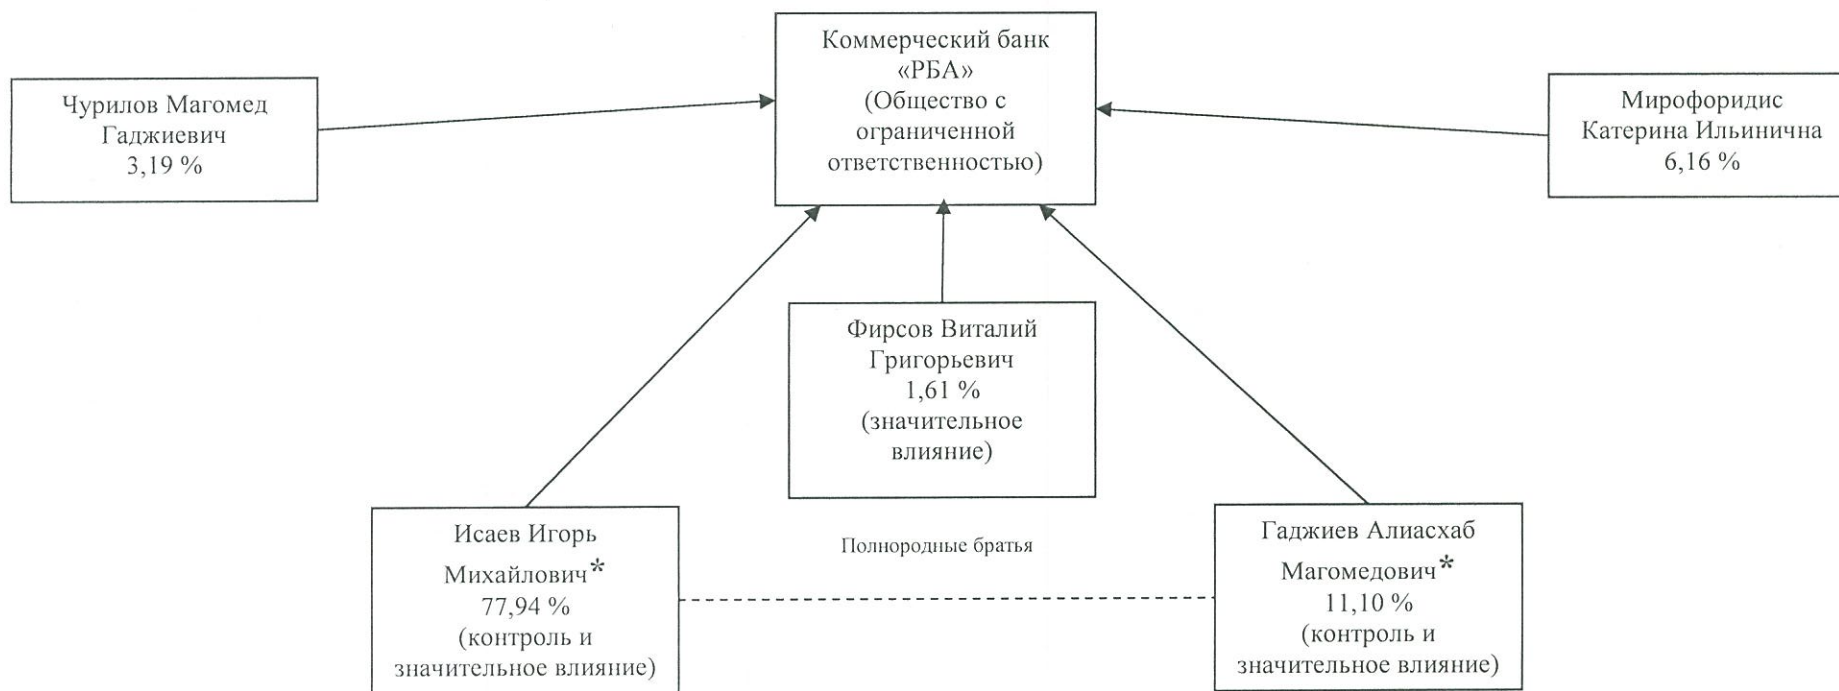 Коммерческий банк
«РБА»
(Общество с
ограниченной
ответственностью)
Чурилов Магомед
Гаджиевич
3,19 %
Мирофоридис
Катерина Ильинична
6,16 %
Фирсов Виталий
Григорьевич
1,61 %
(значительное
влияние)
Исаев Игорь
Михайлович*
77,94 %
(контроль и
значительное влияние)
Полнородные братья
Гаджиев Алиасхаб
Магомедович*
11,10 %
(контроль и
значительное влияние)